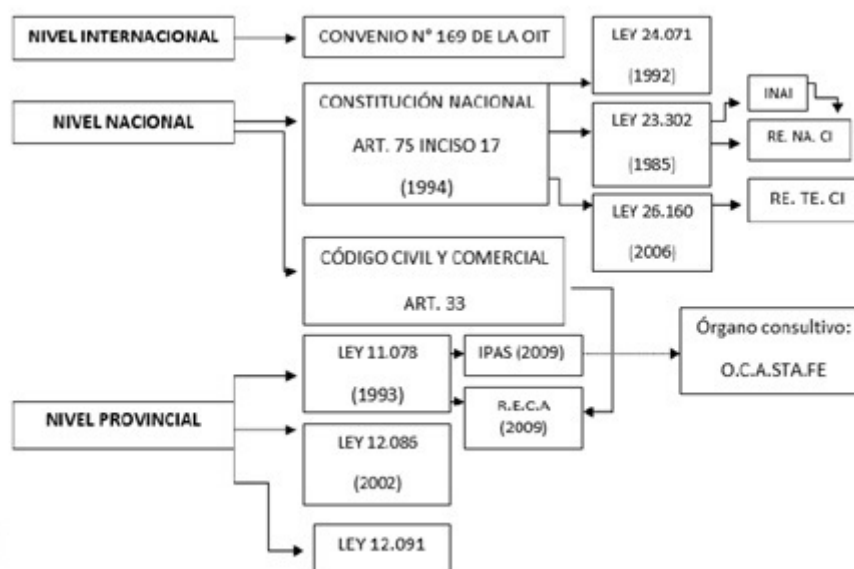 NIVEL INTERNACIONAL
CONVENIO N° 169 DE LA OIT
LEY 24.071
(1992)
NIVEL NACIONAL
CONSTITUCIÓN NACIONAL
ART. 75 INCISO 17
(1994)
LEY 23.302
(1985)
INAI
RE. NA. CI
LEY 26.160
(2006)
RE. TE. CI
CÓDIGO CIVIL Y COMERCIAL
ART. 33
NIVEL PROVINCIAL
LEY 11.078
(1993)
IPAS (2009)
R.E.C.A
(2009)
Órgano consultivo:
O.C.A.STA.FE
LEY 12.086
(2002)
LEY 12.091